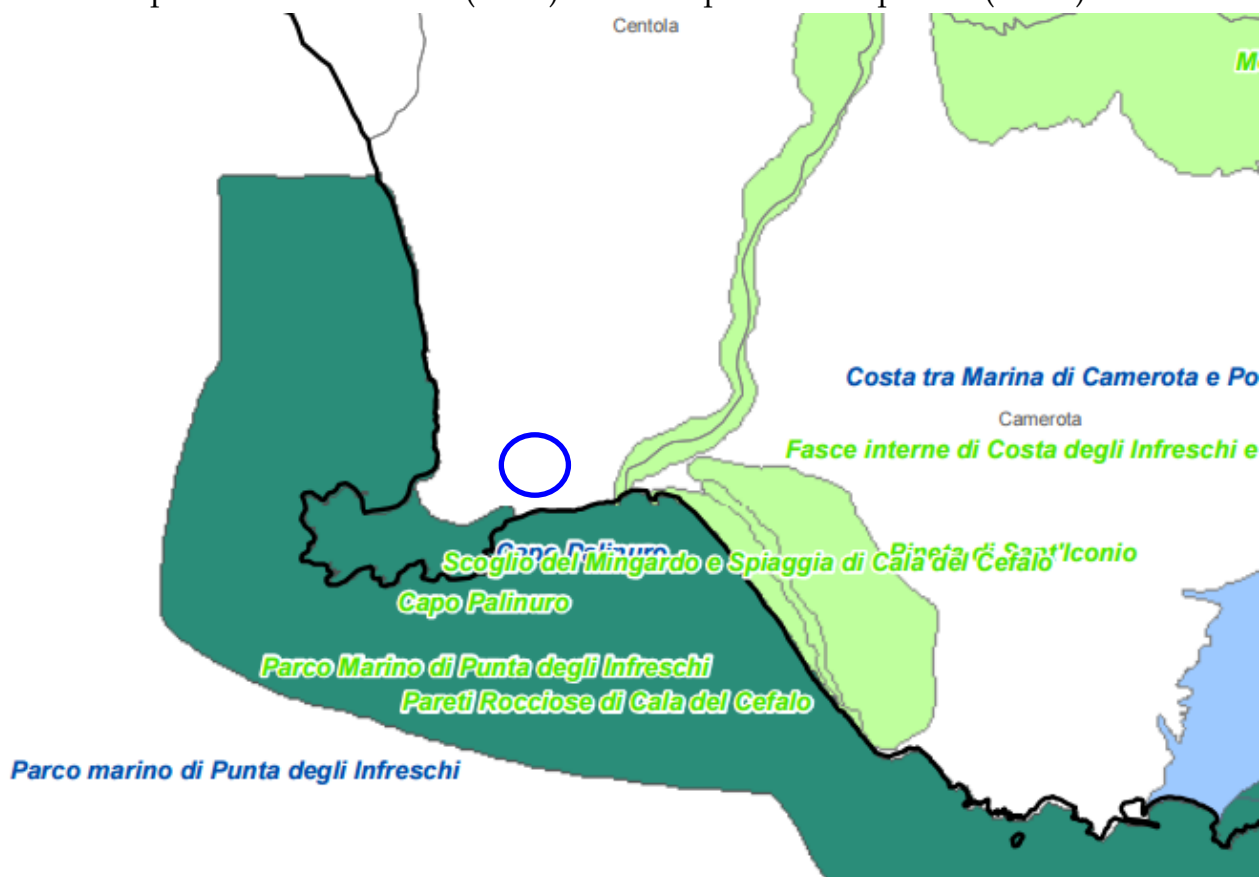 Centola
Costa tra Marina di Camerota e Po
Camerota
Fasce interne di Costa degli Infreschi e
Capo Palinuro
Pineta di Sant'Iconio
Scoglio del Mingardo e Spiaggia di Cala del Cefalo
Capo Palinuro
Parco Marino di Punta degli Infreschi
Pareti Rocciose di Cala del Cefalo
Parco marino di Punta degli Infreschi